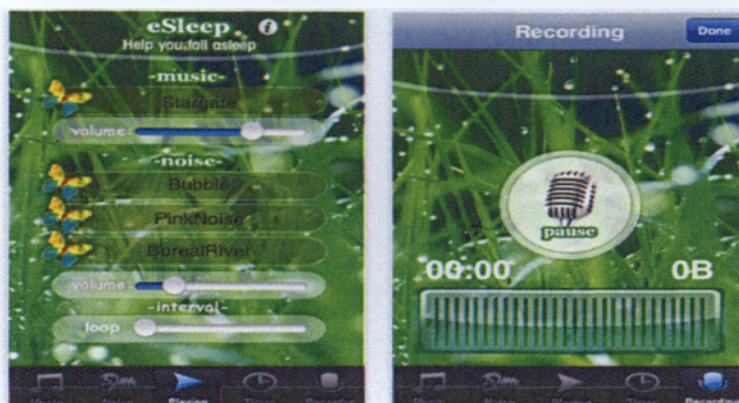 eSleep
Help you fall asleep
-music-
Stargate
volume
-noise-
Bubble
PinkNoise
BorealRiver
volume
-interval-
loop
Playing
Recording
Done
pause
00:00
0B
Recording